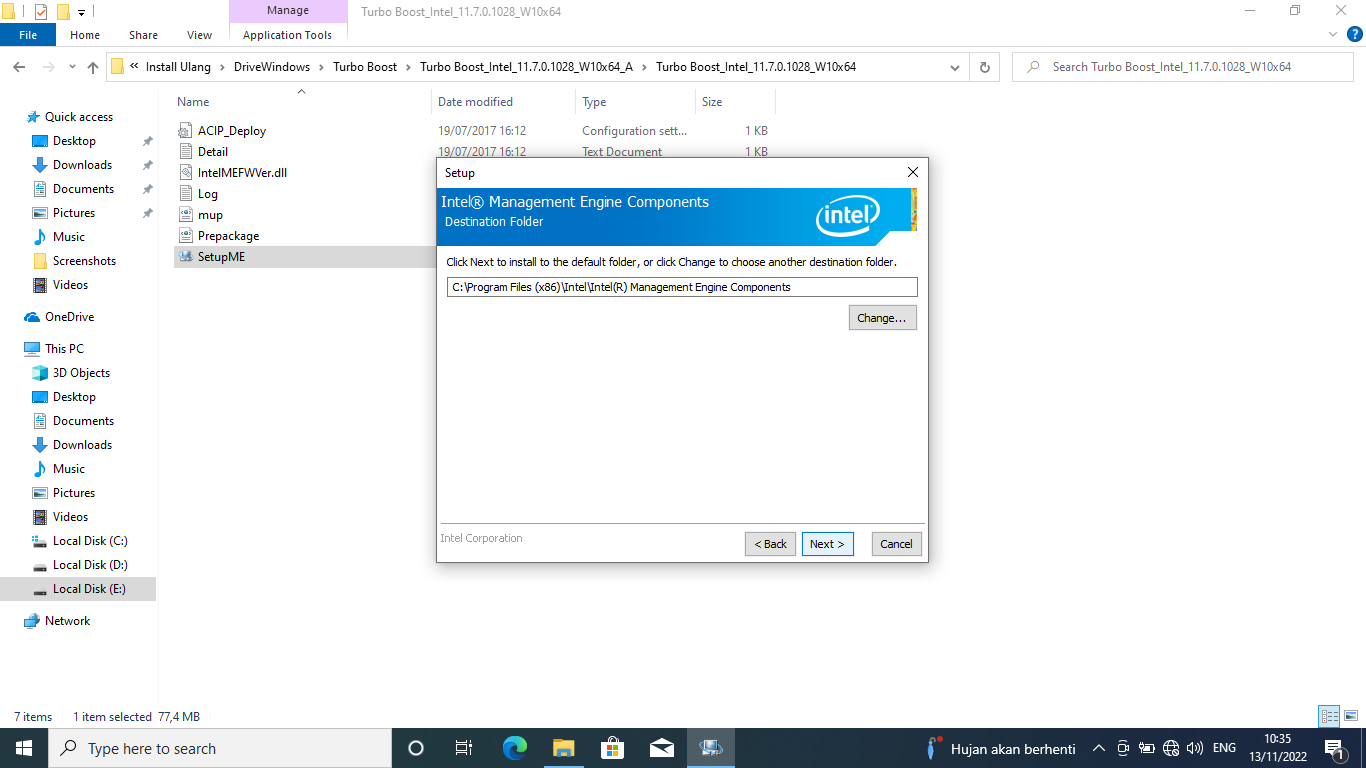 Manage
Turbo Boost_Intel_11.7.0.1028_W10x64
File
Home
Share
View
Application Tools
?
«
Install Ulang
DriveWindows
Turbo Boost
Turbo Boost_Intel_11.7.0.1028_W10x64_A
Turbo Boost_Intel_11.7.0.1028_W10x64
Search Turbo Boost_Intel_11.7.0.1028_W10x64
Quick access
Desktop
Downloads
Documents
Pictures
Music
Screenshots
Videos
OneDrive
This PC
3D Objects
Desktop
Documents
Downloads
Music
Pictures
Videos
Local Disk (C:)
Local Disk (D:)
Local Disk (E:)
Network
Name
Date modified
Type
Size
ACIP_Deploy
19/07/2017 16:12
Configuration sett...
1 KB
Detail
19/07/2017 16:12
Text Document
1 KB
IntelMEFWVer.dll
Log
mup
Prepackage
SetupME
Setup
Intel® Management Engine Components
Destination Folder
intel
Click Next to install to the default folder, or click Change to choose another destination folder.
C:\Program Files (x86)\Intel\Intel(R) Management Engine Components
Change...
Intel Corporation
< Back
Next >
Cancel
7 items
1 item selected 77,4 MB
Type here to search
Hujan akan berhenti
ENG
10:35
13/11/2022
1